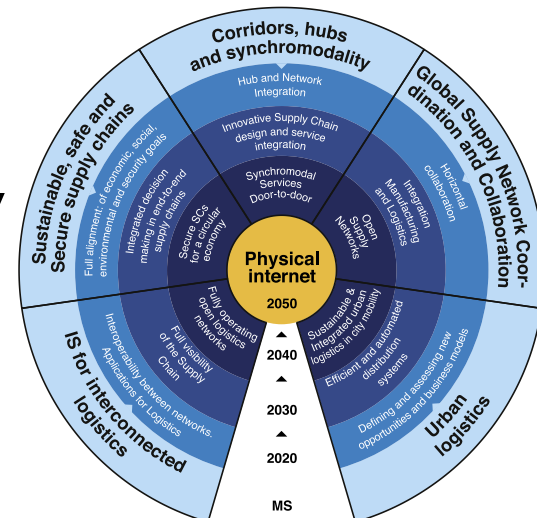 Corridors, hubs
and synchromodality
Hub and Network
Integration
Innovative Supply Chain
design and service
integration
Synchromodal
Services
Door-to-door
Global Supply Network Coor-
dination and Collaboration
Horizontal
collaboration
Integration
Manufacturing
and Logistics
Open
Supply
Networks
Urban
logistics
Defining and assessing new
opportunities and business models
Efficient and automated
distribution
systems
Sustainable &
Integrated urban
logistics in city mobility
IS for interconnected
logistics
Interoperability between networks.
Applications for Logistics
Full visibility
of the Supply
Chain
Fully operating
open logistics
networks
Sustainable, safe and
Secure supply chains
Full alignment: of economic, social,
environmental and security goals
Integrated decision
making in end-to-end
supply chains
Secure SCs
for a circular
economy
Physical
internet
2050
2040
2030
2020
MS